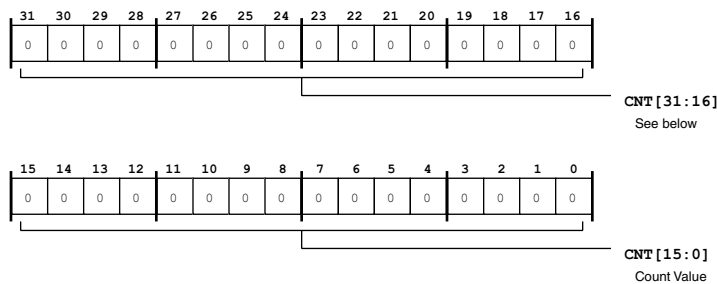 31 30 29 28 27 26 25 24 23 22 21 20 19 18 17 16
0 0 0 0 0 0 0 0 0 0 0 0 0 0 0 0
CNT[31:16]
See below
15 14 13 12 11 10 9 8 7 6 5 4 3 2 1 0
0 0 0 0 0 0 0 0 0 0 0 0 0 0 0 0
CNT[15:0]
Count Value